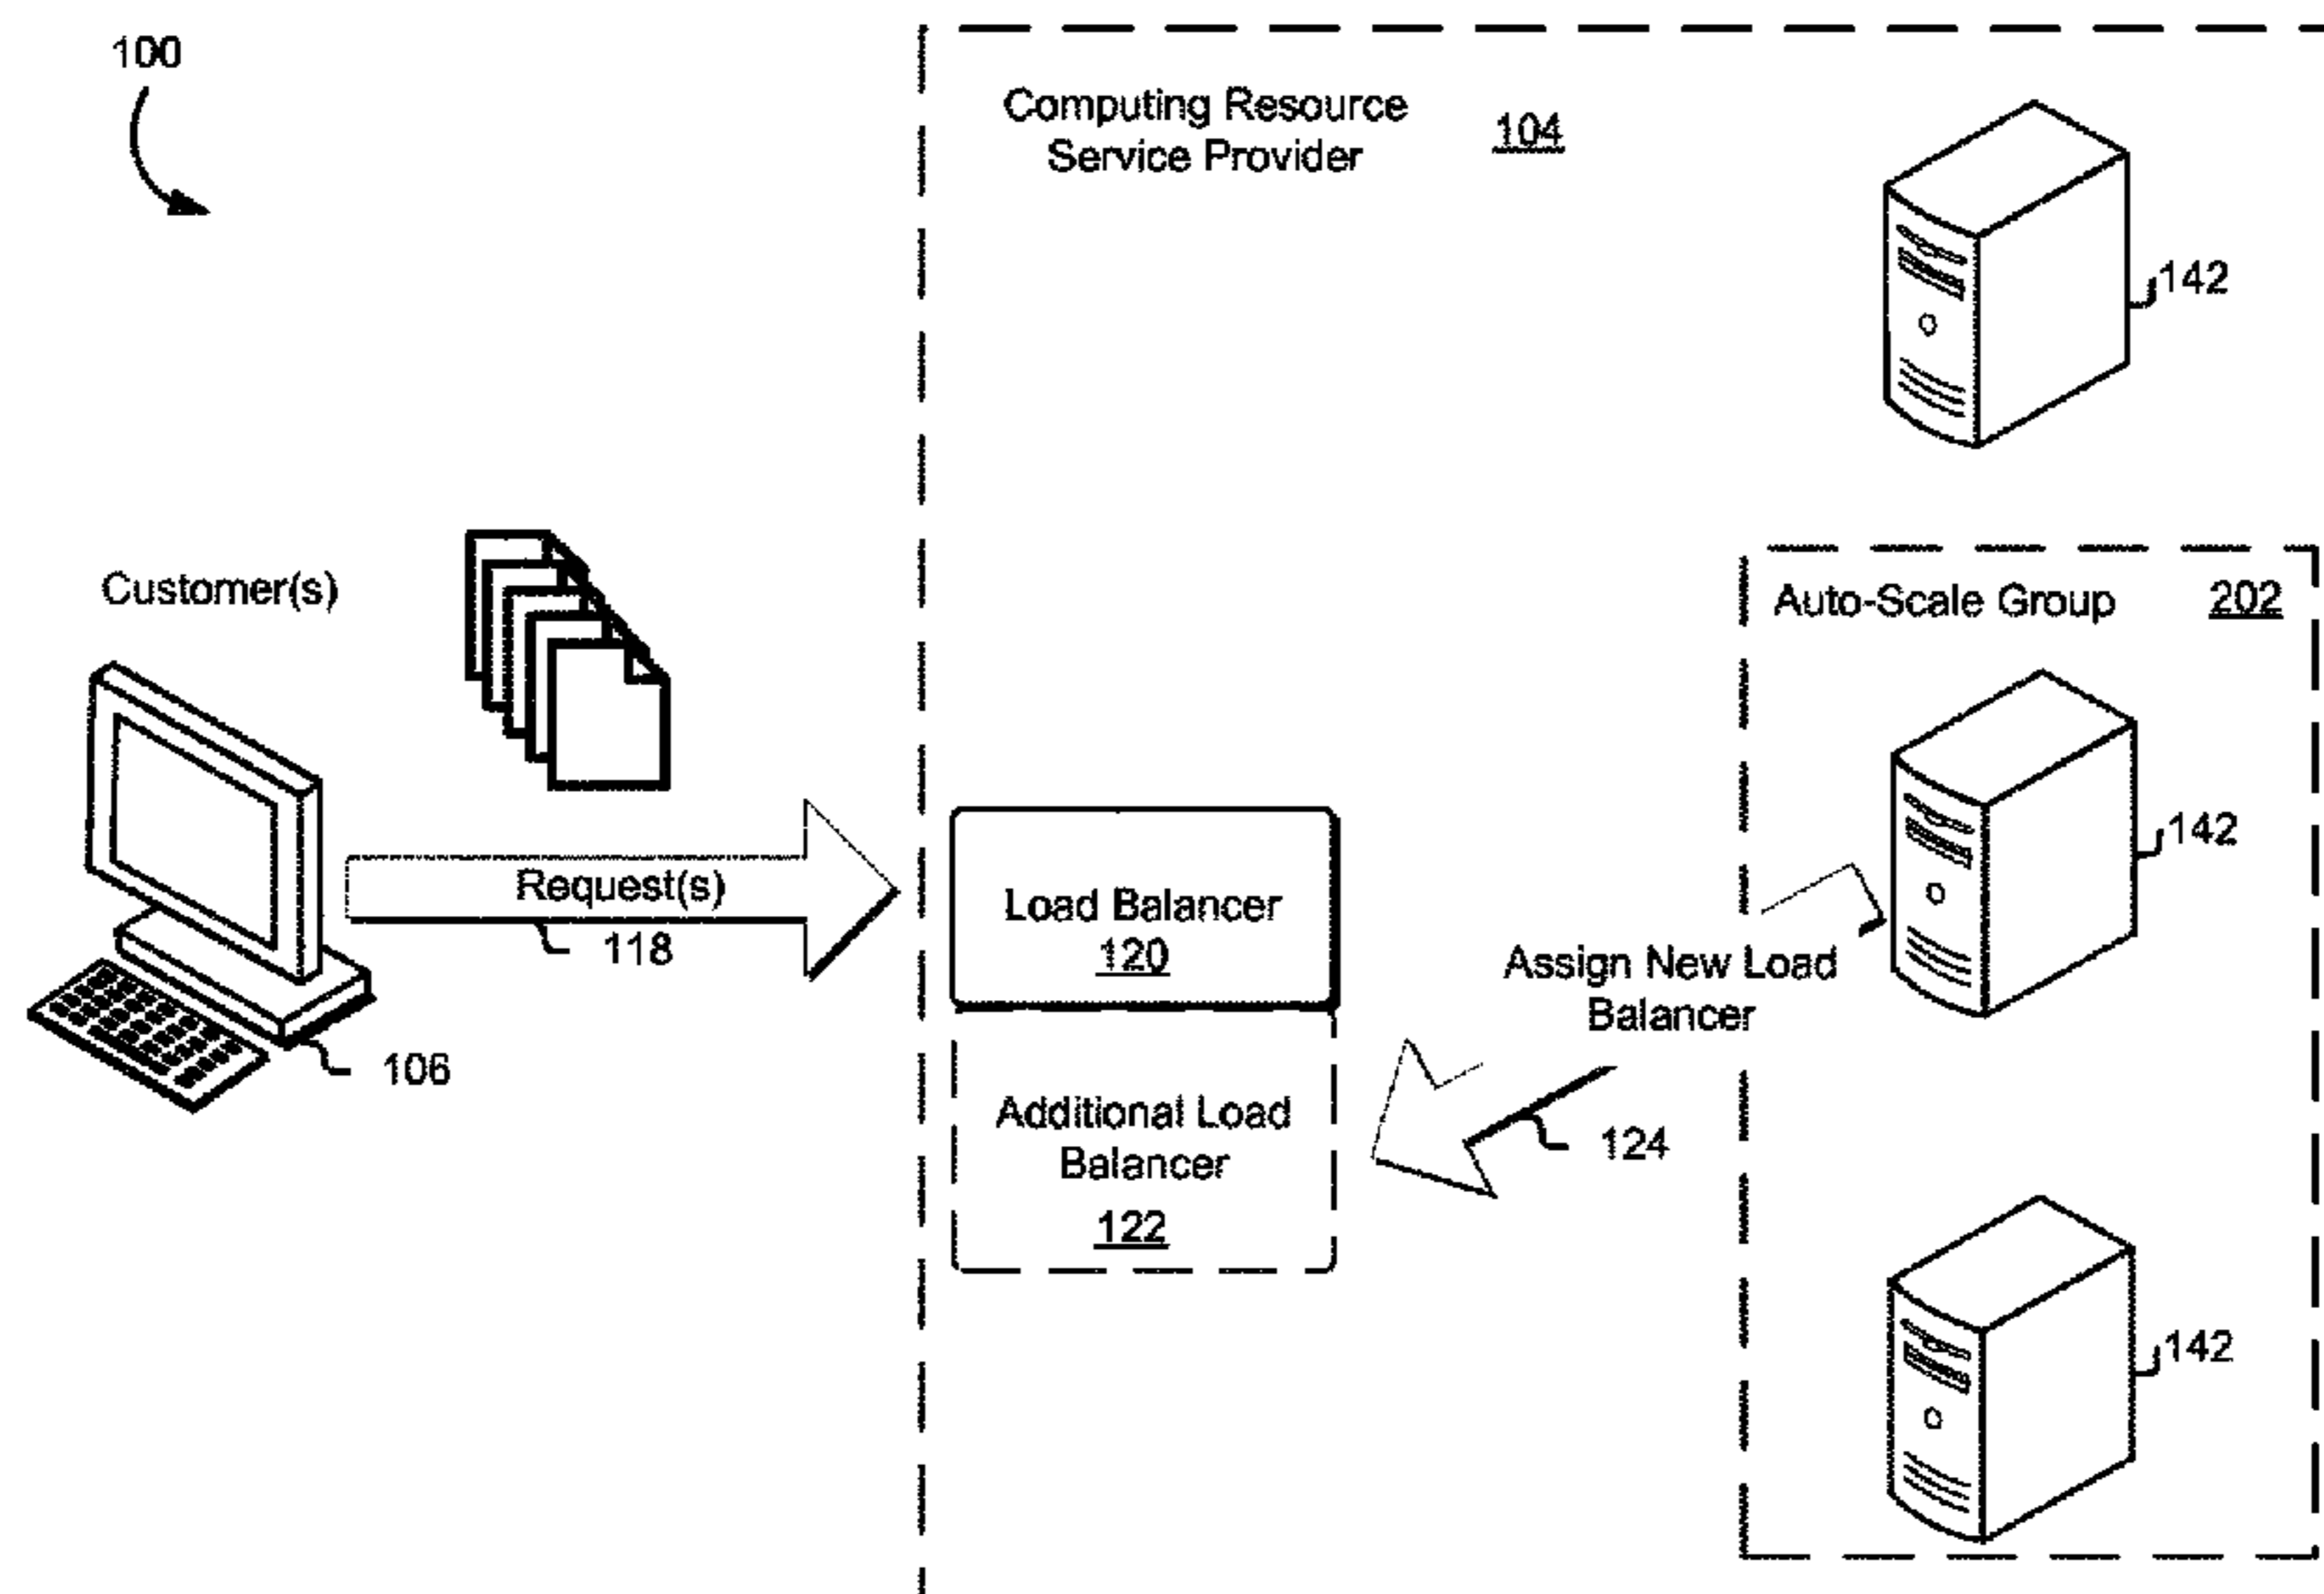 100
Computing Resource
Service Provider
104
142
Customer(s)
Auto-Scale Group
202
142
Request(s)
118
Load Balancer
120
Assign New Load
Balancer
106
Additional Load
Balancer
122
124
142